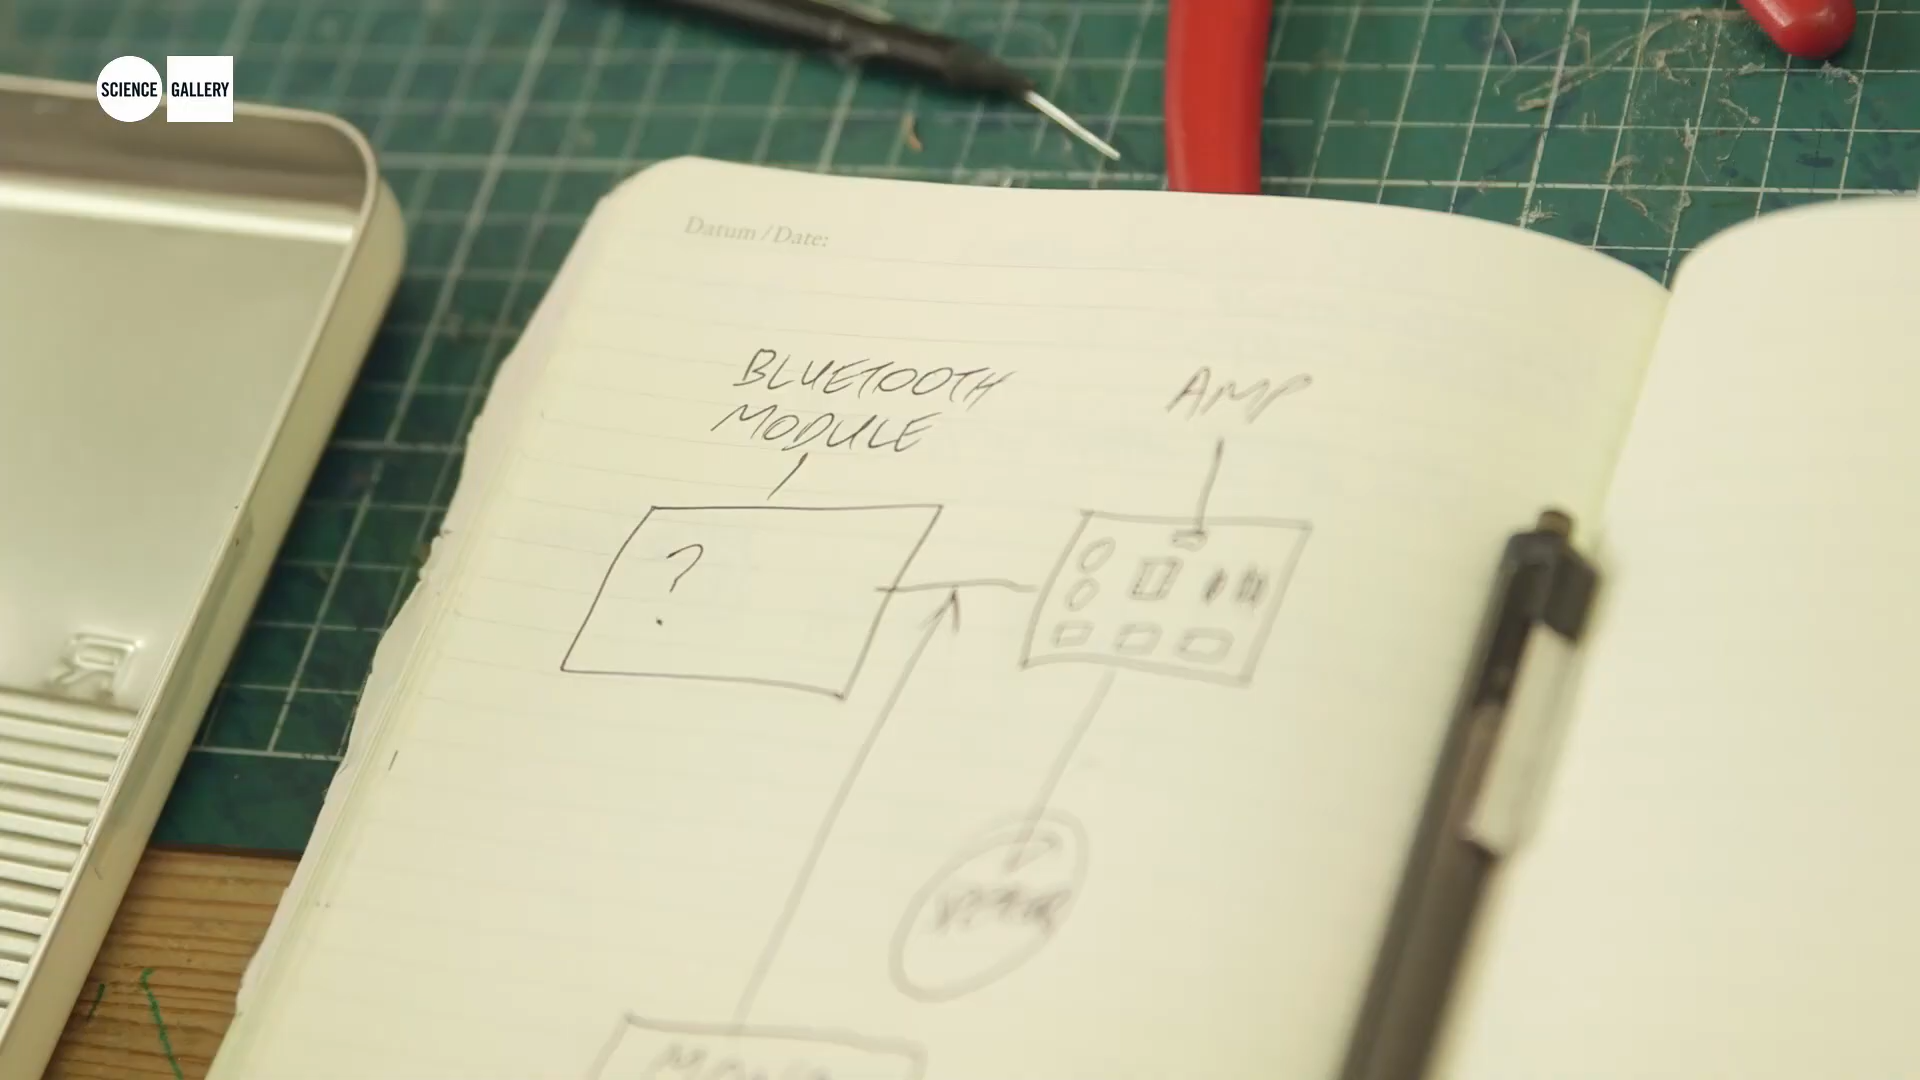 SCIENCE GALLERY
Datum / Date:
BLUETOOTH
MODULE
AMP
?